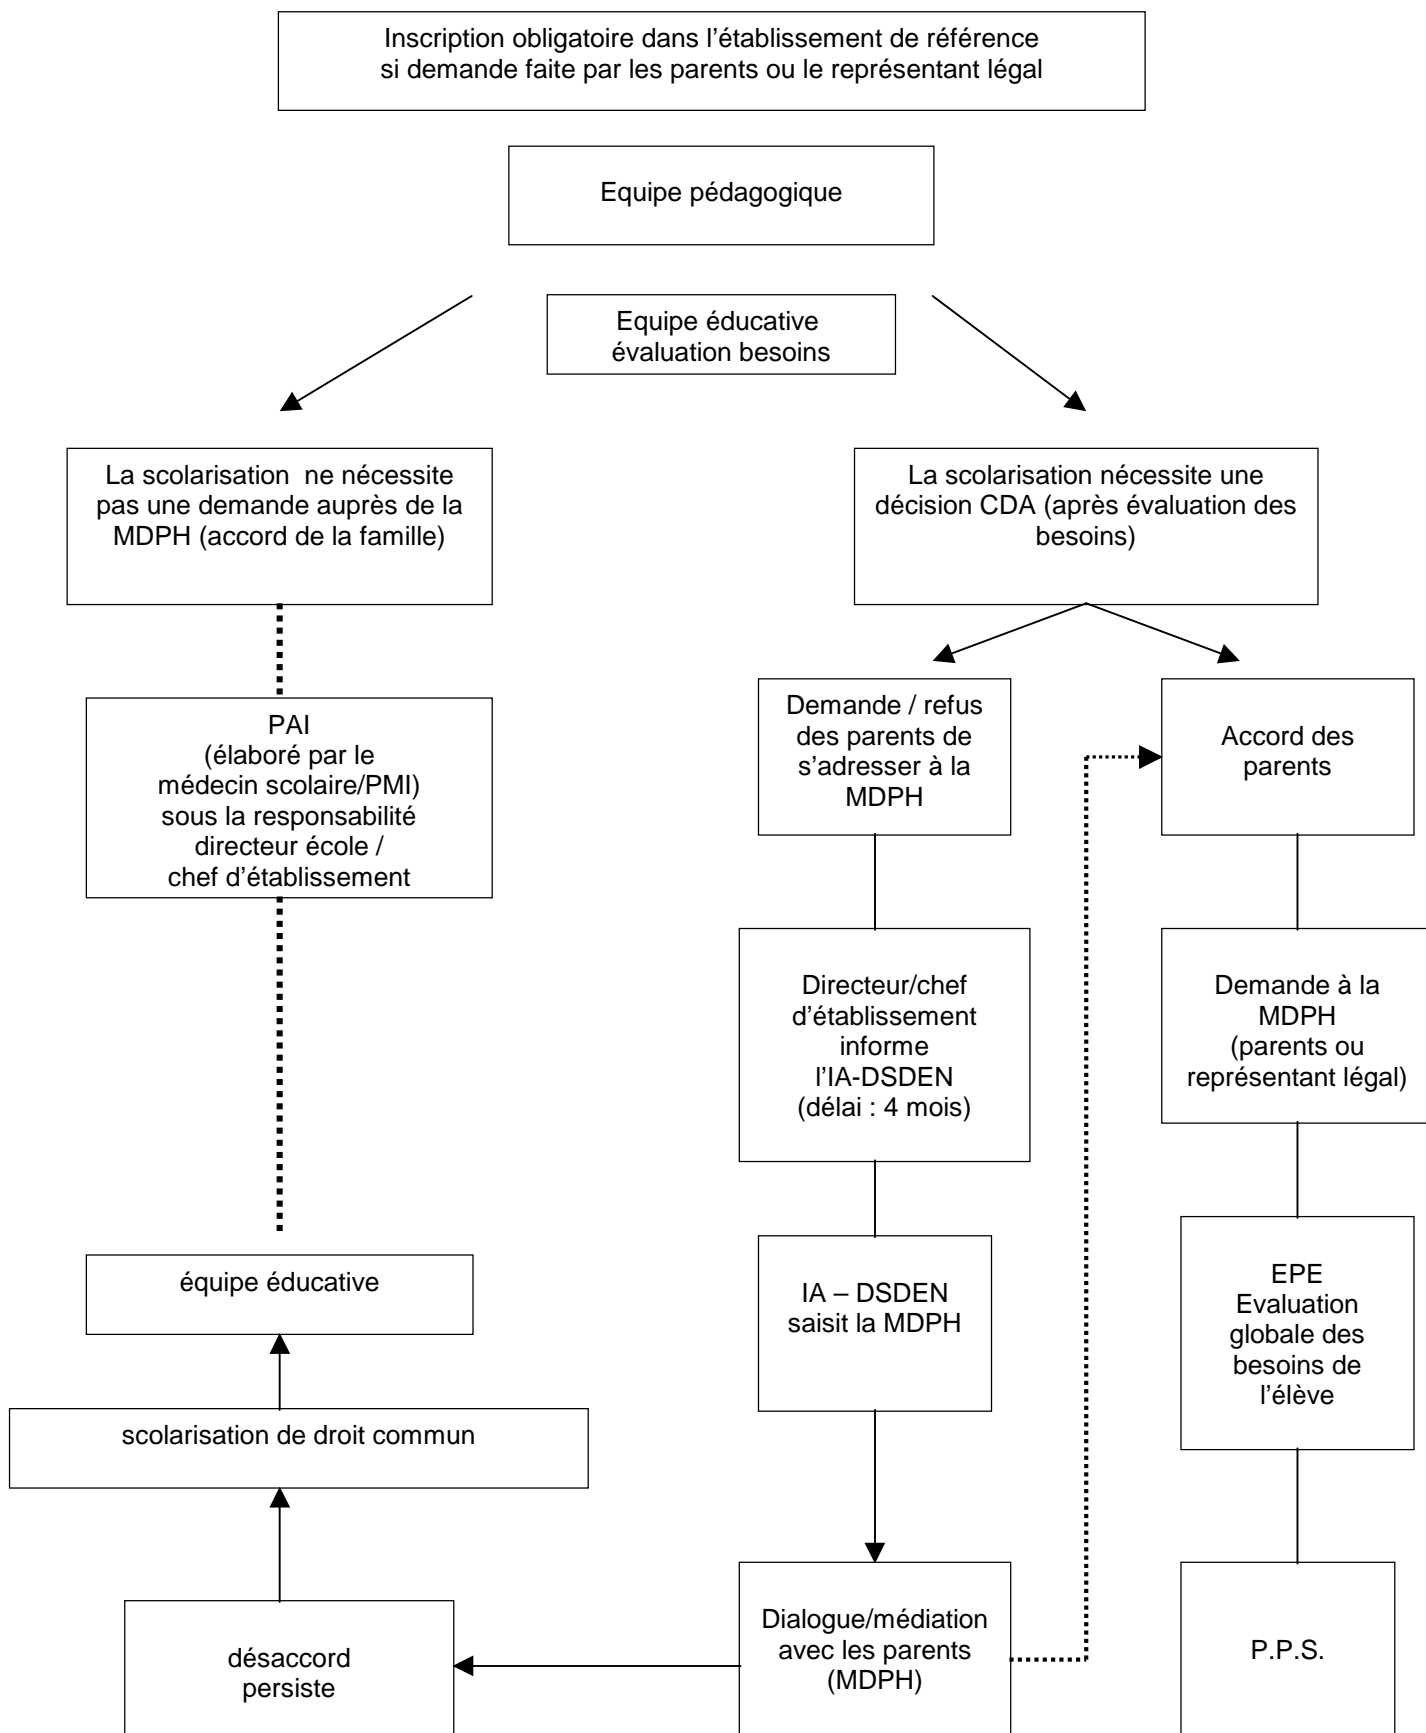 Inscription obligatoire dans l’établissement de référence
si demande faite par les parents ou le représentant légal
Equipe pédagogique
Equipe éducative
évaluation besoins
La scolarisation ne nécessite
pas une demande auprès de la
MDPH (accord de la famille)
La scolarisation nécessite une
décision CDA (après évaluation des
besoins)
PAI
(élaboré par le
médecin scolaire/PMI)
sous la responsabilité
directeur école /
chef d’établissement
Demande / refus
des parents de
s’adresser à la
MDPH
Accord des
parents
Directeur/chef
d’établissement
informe
l’IA-DSDEN
(délai : 4 mois)
Demande à la
MDPH
(parents ou
représentant légal)
équipe éducative
IA – DSDEN
saisit la MDPH
EPE
Evaluation
globale des
besoins de
l’élève
scolarisation de droit commun
désaccord
persiste
Dialogue/médiation
avec les parents
(MDPH)
P.P.S.